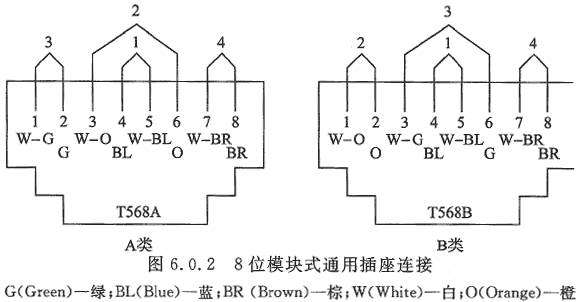 2
3 1 4
1 2 3 4 5 6 7 8
W—G W—O W—BL W—BR
G BL O BR
T568A
A类
3
2 1 4
1 2 3 4 5 6 7 8
W—O W—G W—BL W—BR
O BL G BR
T568B
B类
图 6.0.2 8位模块式通用插座连接
G(Green)—绿;BL(Blue)—蓝;BR(Brown)—棕;W(White)—白;O(Orange)—橙